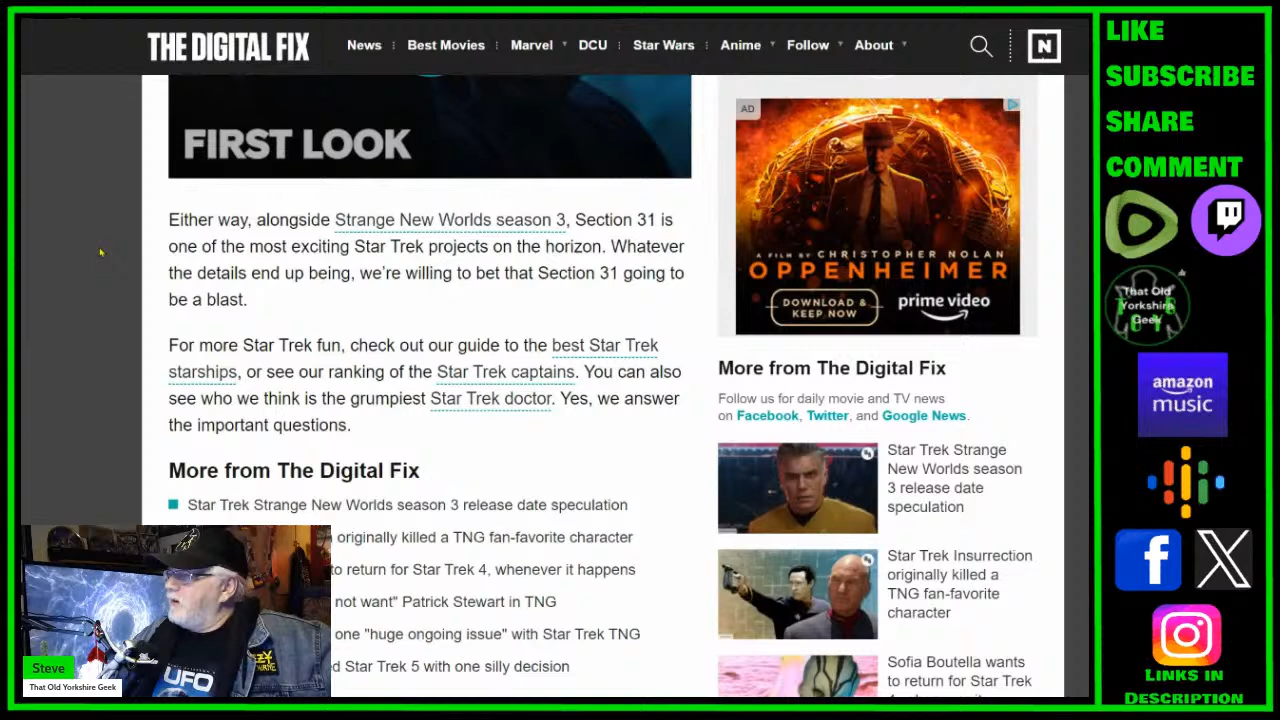 THE DIGITAL FIX
News
Best Movies
Marvel
DCU
Star Wars
Anime
Follow
About
N
FIRST LOOK
Either way, alongside Strange New Worlds season 3, Section 31 is
one of the most exciting Star Trek projects on the horizon. Whatever
the details end up being, we're willing to bet that Section 31 going to
be a blast.
For more Star Trek fun, check out our guide to the best Star Trek
starships, or see our ranking of the Star Trek captains. You can also
see who we think is the grumpiest Star Trek doctor. Yes, we answer
the important questions.
More from The Digital Fix
Star Trek Strange New Worlds season 3 release date speculation
originally killed a TNG fan-favorite character
to return for Star Trek 4, whenever it happens
not want" Patrick Stewart in TNG
one "huge ongoing issue" with Star Trek TNG
d Star Trek 5 with one silly decision
AD
A FILM BY CHRISTOPHER NOLAN
OPPENHEIMER
DOWNLOAD &
KEEP NOW
prime video
More from The Digital Fix
Follow us for daily movie and TV news
on Facebook, Twitter, and Google News.
Star Trek Strange
New Worlds season
3 release date
speculation
Star Trek Insurrection
originally killed a
TNG fan-favorite
character
Sofia Boutella wants
to return for Star Trek
UFO
Steve
That Old Yorkshire Geek
LIKE
SUBSCRIBE
SHARE
COMMENT
That Old
Yorkshire
Geek
amazon
music
f
X
LINKS IN
DESCRIPTION